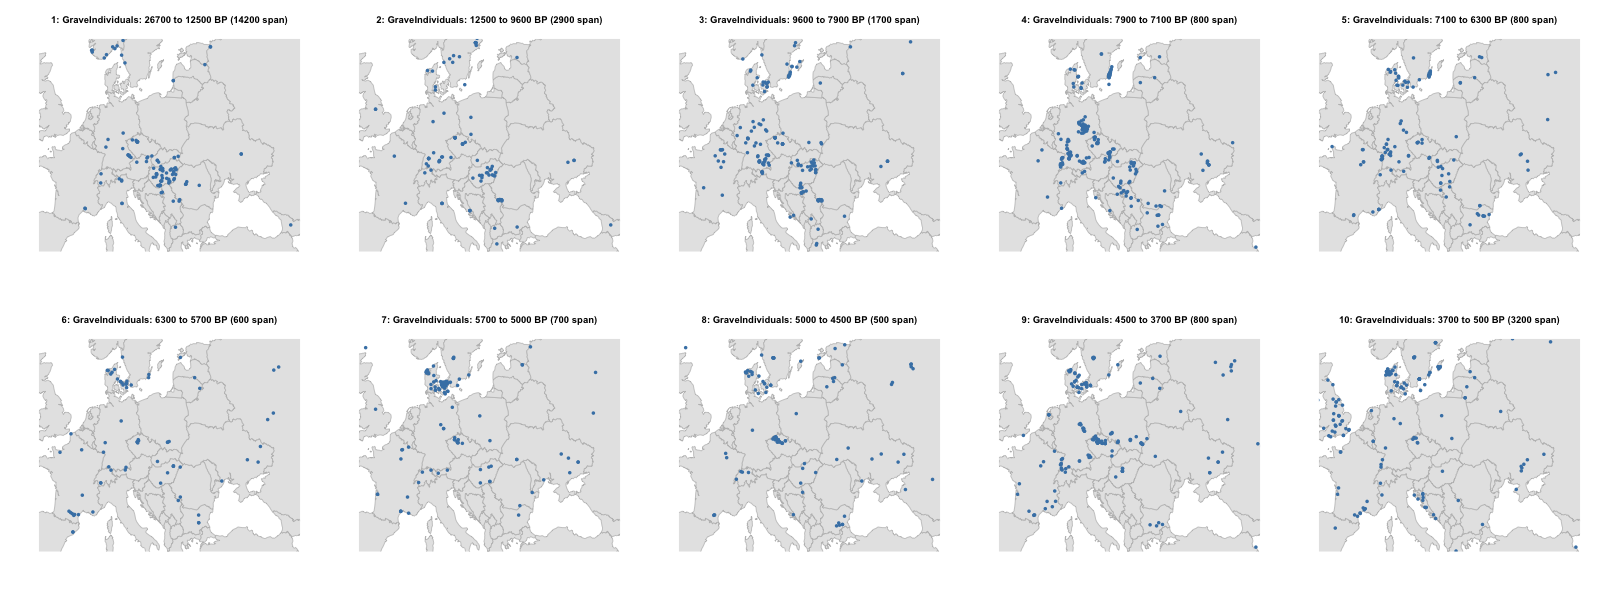 1: GraveIndividuals: 26700 to 12500 BP (14200 span)
2: GraveIndividuals: 12500 to 9600 BP (2900 span)
3: GraveIndividuals: 9600 to 7900 BP (1700 span)
4: GraveIndividuals: 7900 to 7100 BP (800 span)
5: GraveIndividuals: 7100 to 6300 BP (800 span)
6: GraveIndividuals: 6300 to 5700 BP (600 span)
7: GraveIndividuals: 5700 to 5000 BP (700 span)
8: GraveIndividuals: 5000 to 4500 BP (500 span)
9: GraveIndividuals: 4500 to 3700 BP (800 span)
10: GraveIndividuals: 3700 to 500 BP (3200 span)